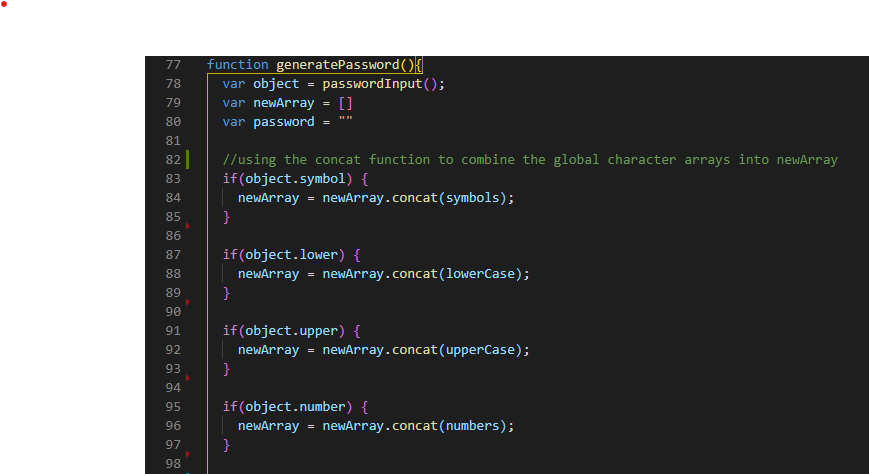 77 function generatePassword(){
78 var object = passwordInput();
79 var newArray = []
80 var password = ""
81
82 //using the concat function to combine the global character arrays into newArray
83 if(object.symbol) {
84 newArray = newArray.concat(symbols);
85 }
86
87 if(object.lower) {
88 newArray = newArray.concat(lowerCase);
89 }
90
91 if(object.upper) {
92 newArray = newArray.concat(upperCase);
93 }
94
95 if(object.number) {
96 newArray = newArray.concat(numbers);
97 }
98